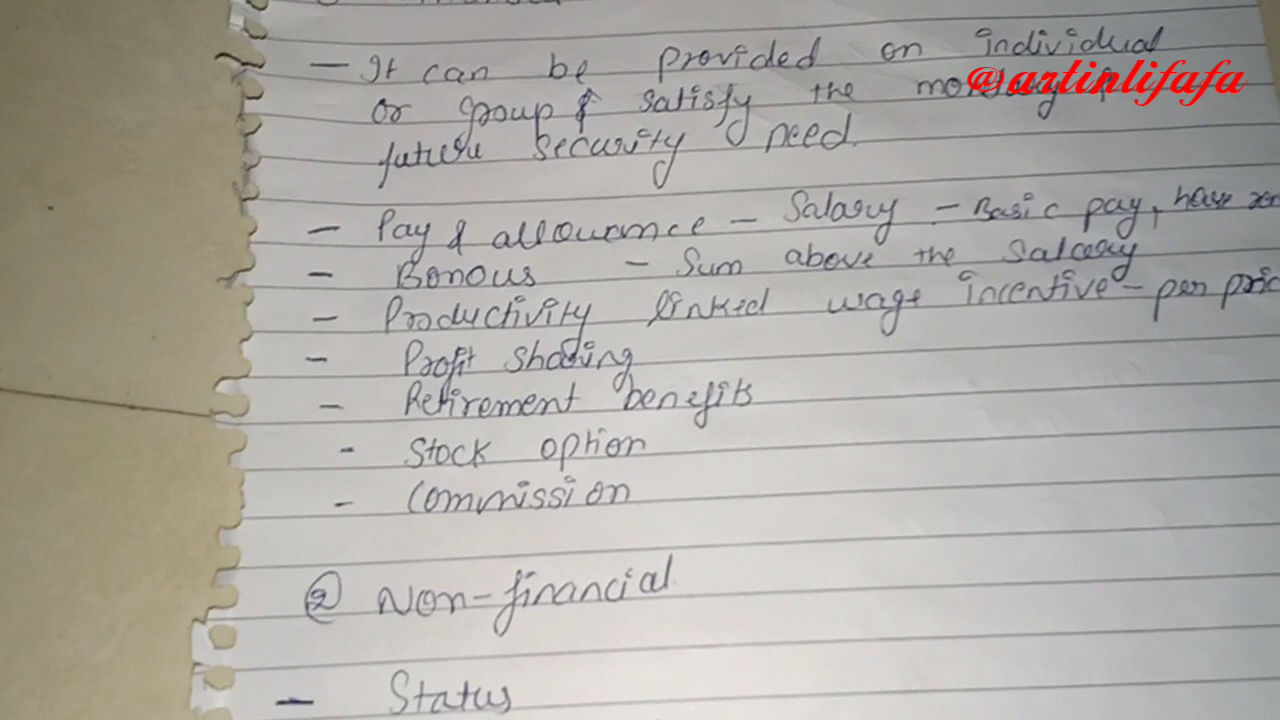 - It can be provided on individual
@artinlifafa
or group & satisfy the
future security need.
- Pay & allowance - Salary - Basic pay,
- Bonous - Sum above the salary
- Productivity linked wage incentive - per
- Profit sharing
- Retirement benefits
- Stock option
- Commission
② Non-financial
- Status